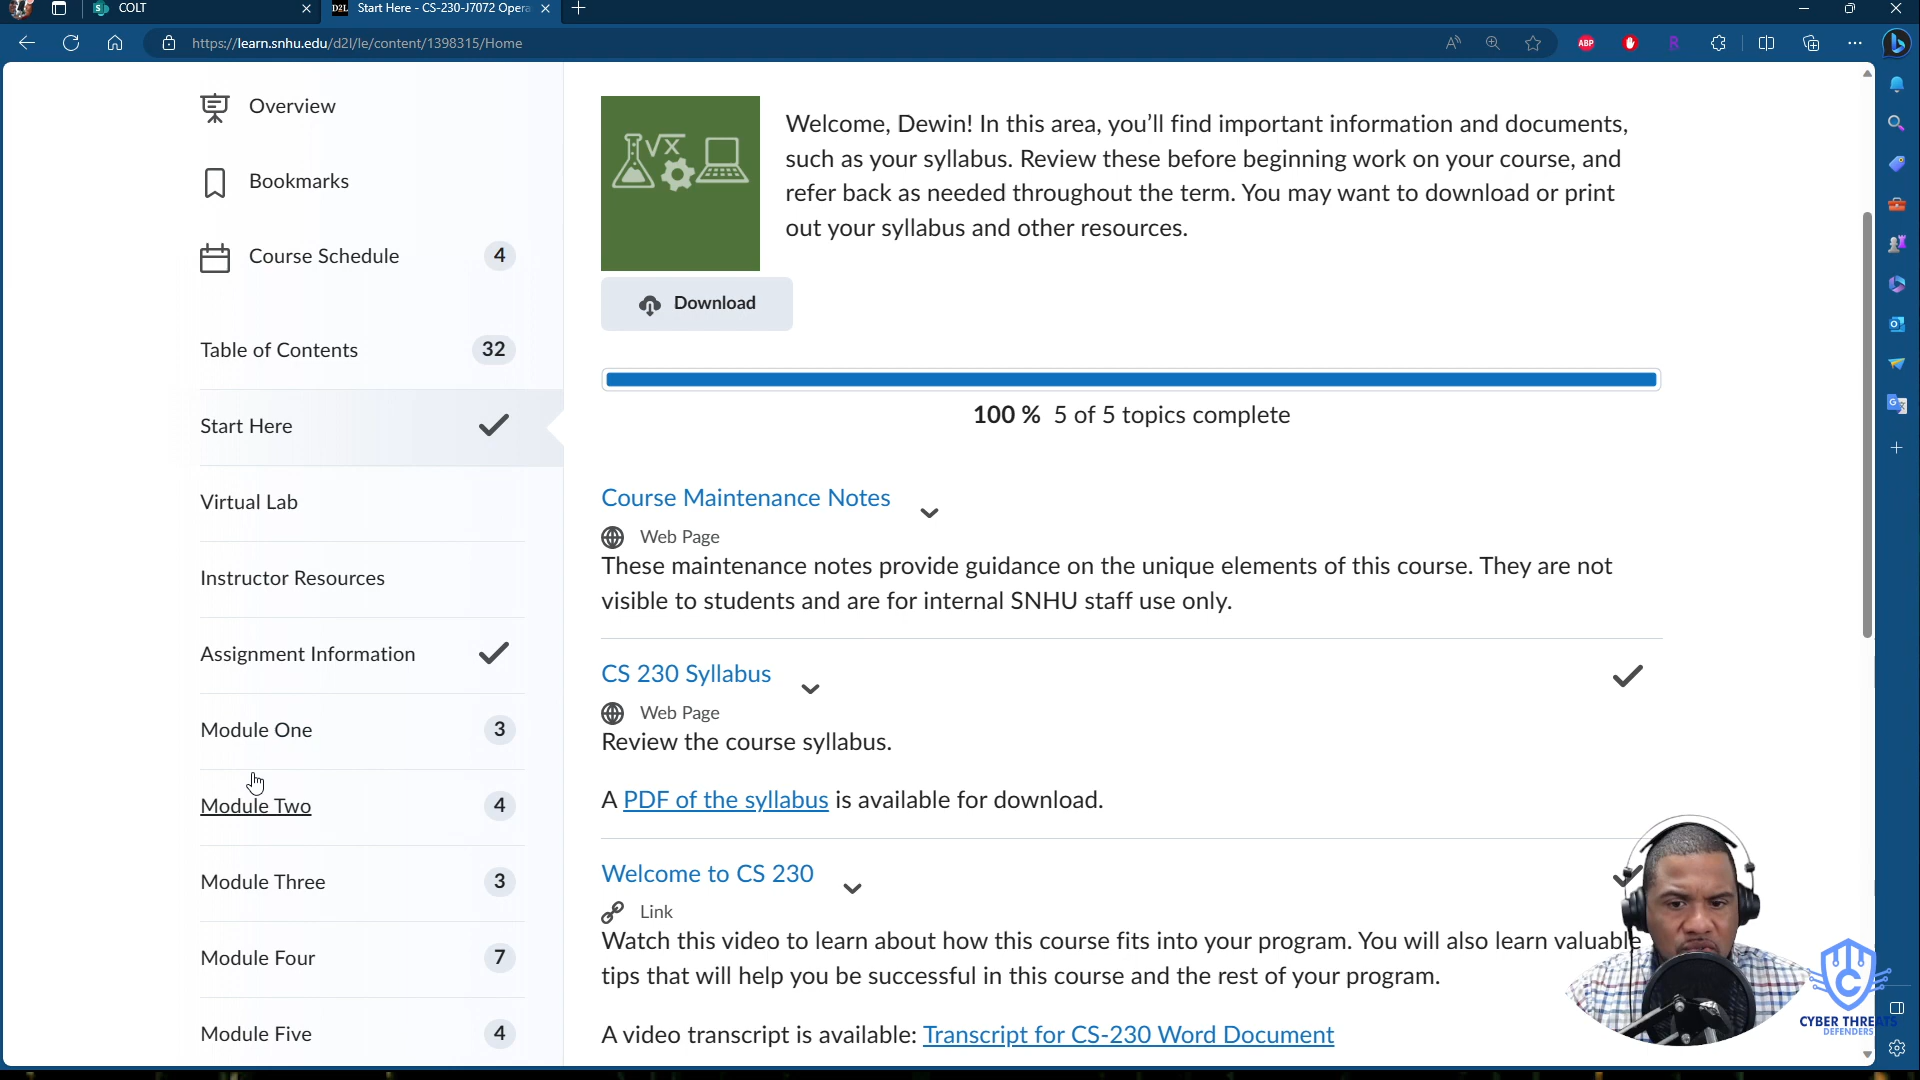 COLT
D2L Start Here - CS-230-J7072 Opera
https://learn.snhu.edu/d2l/le/content/1398315/Home
ABP
Overview
Bookmarks
Course Schedule 4
Table of Contents 32
Start Here
Virtual Lab
Instructor Resources
Assignment Information
Module One 3
Module Two 4
Module Three 3
Module Four 7
Module Five 4
√x
Welcome, Dewin! In this area, you’ll find important information and documents,
such as your syllabus. Review these before beginning work on your course, and
refer back as needed throughout the term. You may want to download or print
out your syllabus and other resources.
Download
100 % 5 of 5 topics complete
Course Maintenance Notes
Web Page
These maintenance notes provide guidance on the unique elements of this course. They are not
visible to students and are for internal SNHU staff use only.
CS 230 Syllabus
Web Page
Review the course syllabus.
A PDF of the syllabus is available for download.
Welcome to CS 230
Link
Watch this video to learn about how this course fits into your program. You will also learn valuable
tips that will help you be successful in this course and the rest of your program.
A video transcript is available: Transcript for CS-230 Word Document
C
CYBER THREATS
DEFENDERS